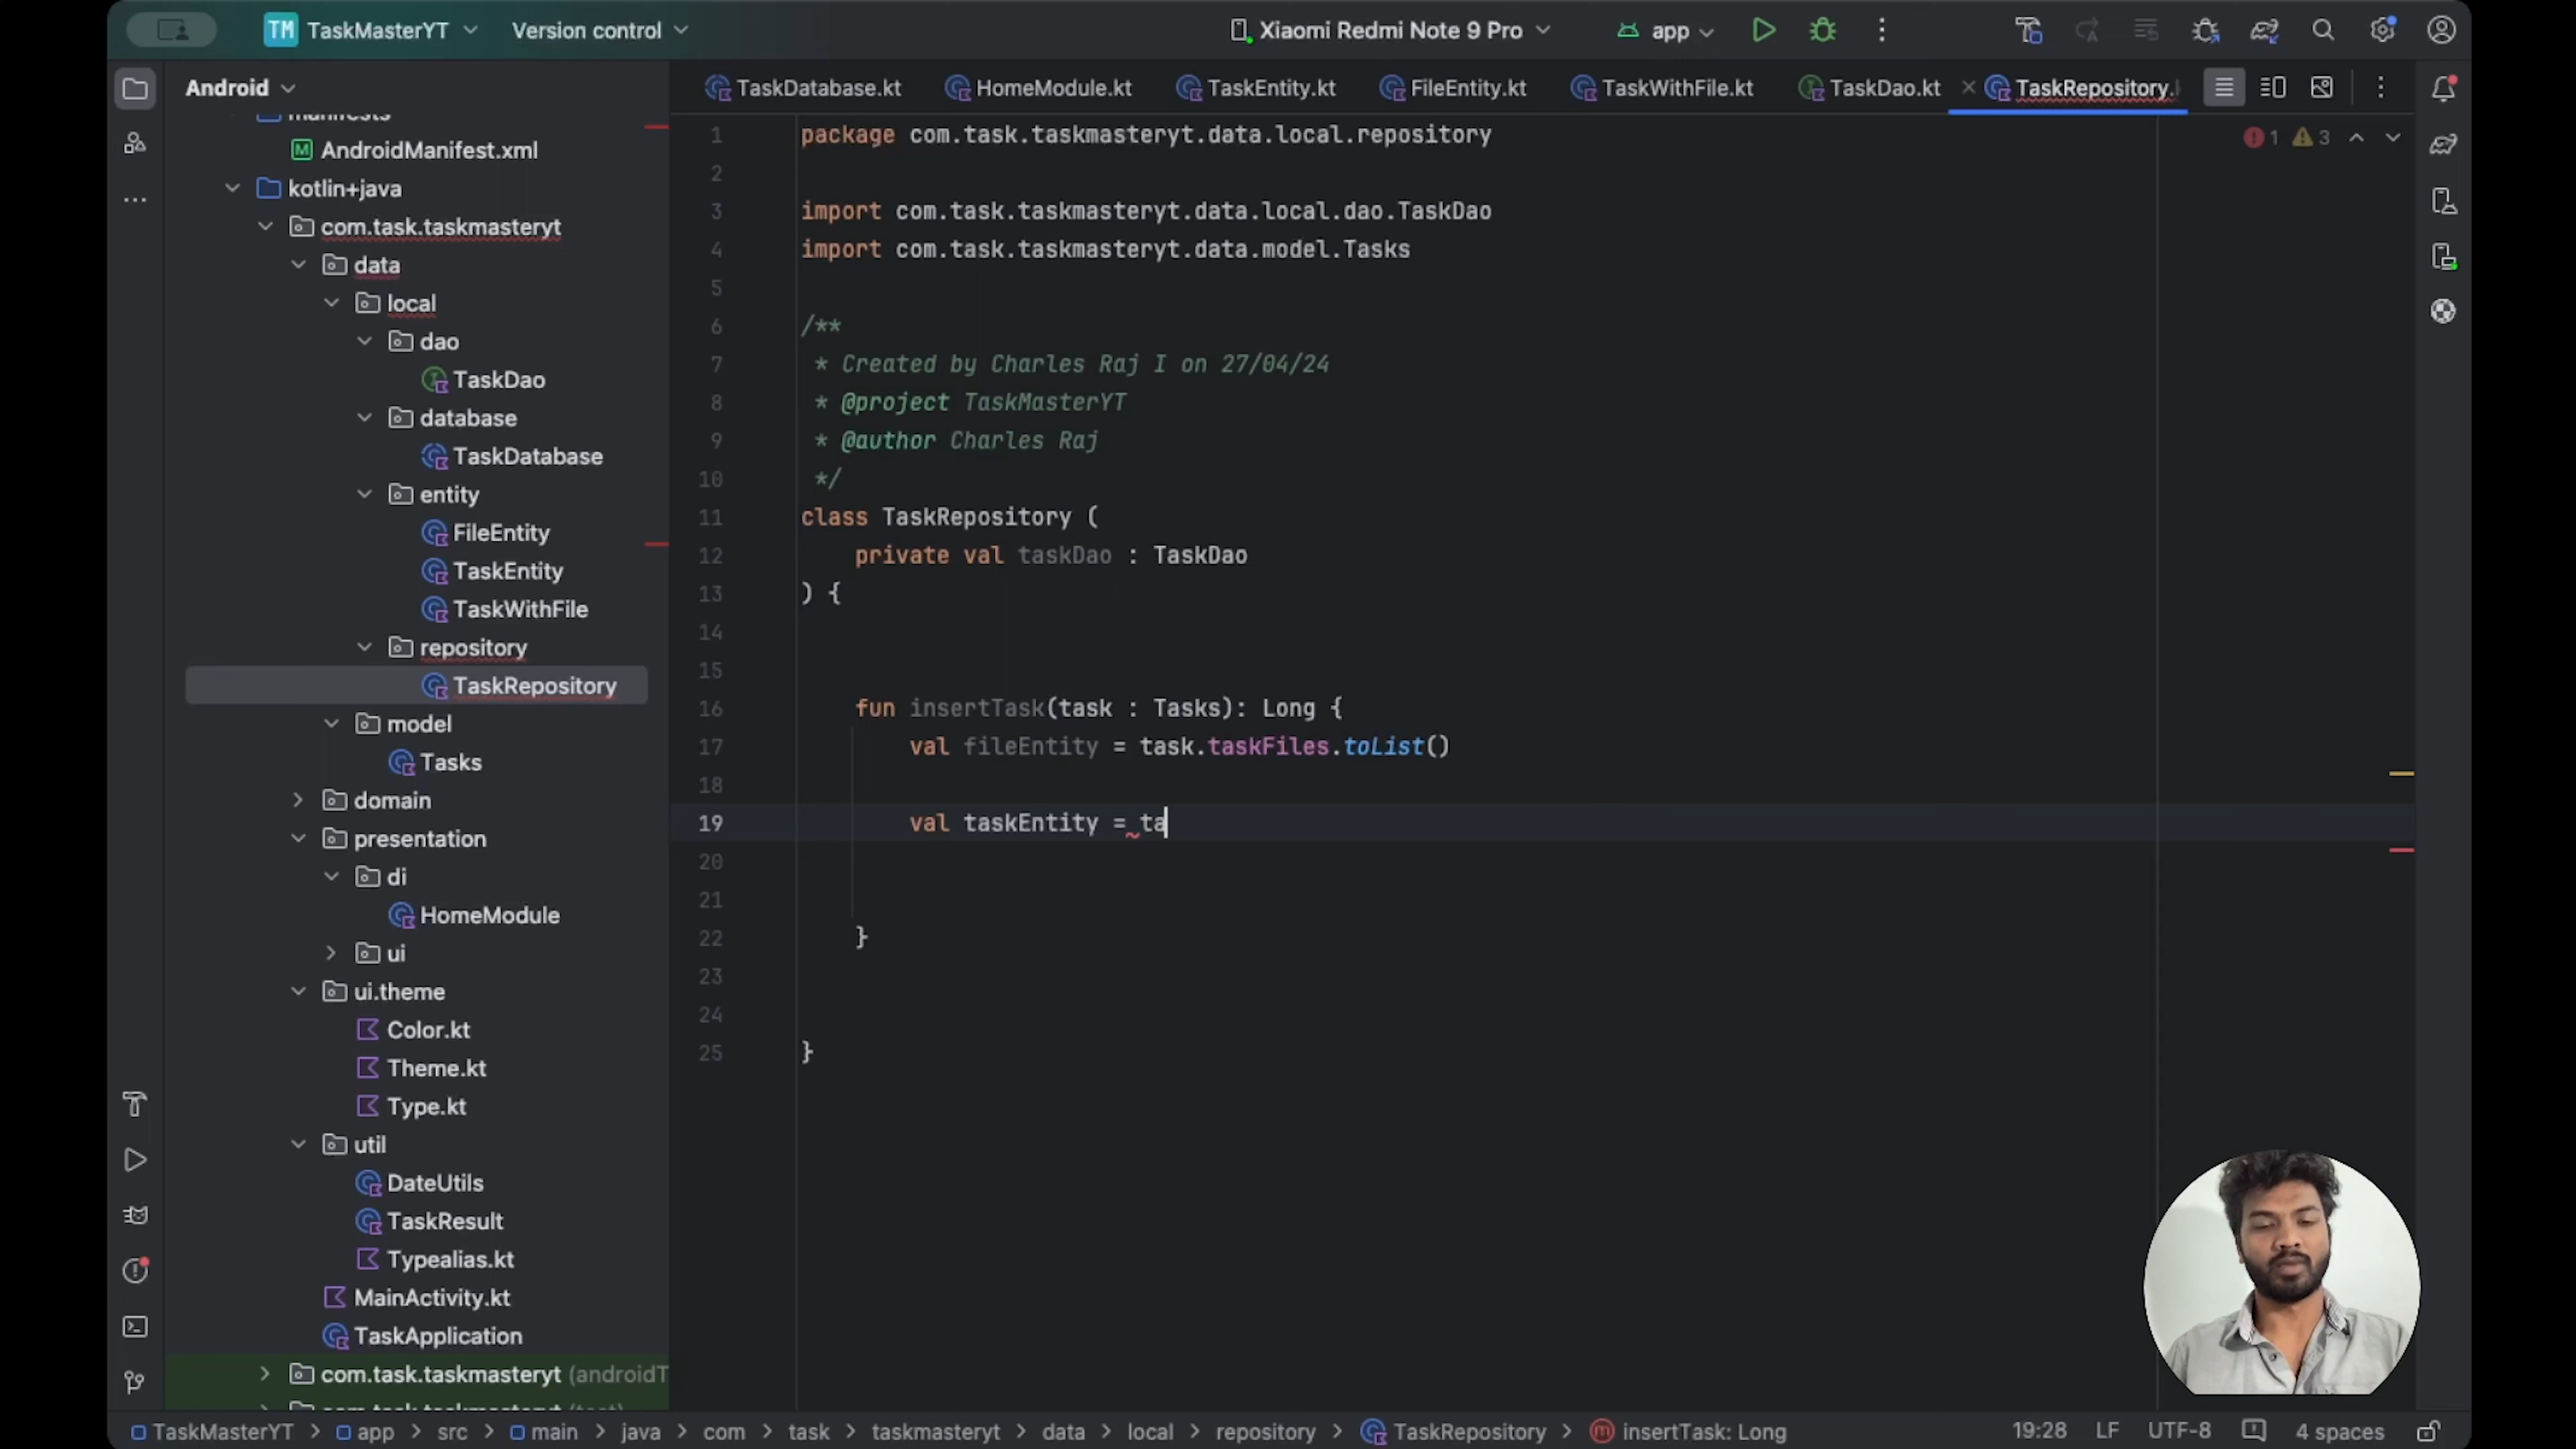 TM TaskMasterYT Version control Xiaomi Redmi Note 9 Pro app
Android
TaskDatabase.kt HomeModule.kt TaskEntity.kt FileEntity.kt TaskWithFile.kt TaskDao.kt TaskRepository.
manifests
AndroidManifest.xml
kotlin+java
com.task.taskmasteryt
data
local
dao
TaskDao
database
TaskDatabase
entity
FileEntity
TaskEntity
TaskWithFile
repository
TaskRepository
model
Tasks
domain
presentation
di
HomeModule
ui
ui.theme
Color.kt
Theme.kt
Type.kt
util
DateUtils
TaskResult
Typealias.kt
MainActivity.kt
TaskApplication
com.task.taskmasteryt (androidT
1 package com.task.taskmasteryt.data.local.repository
2
3 import com.task.taskmasteryt.data.local.dao.TaskDao
4 import com.task.taskmasteryt.data.model.Tasks
5
6 /**
7 * Created by Charles Raj I on 27/04/24
8 * @project TaskMasterYT
9 * @author Charles Raj
10 */
11 class TaskRepository (
12 private val taskDao : TaskDao
13 ) {
14
15
16 fun insertTask(task : Tasks): Long {
17 val fileEntity = task.taskFiles.toList()
18
19 val taskEntity = ta
20
21
22 }
23
24
25 }
1 3
TaskMasterYT > app > src > main > java > com > task > taskmasteryt > data > local > repository > TaskRepository > insertTask: Long 19:28 LF UTF-8 4 spaces